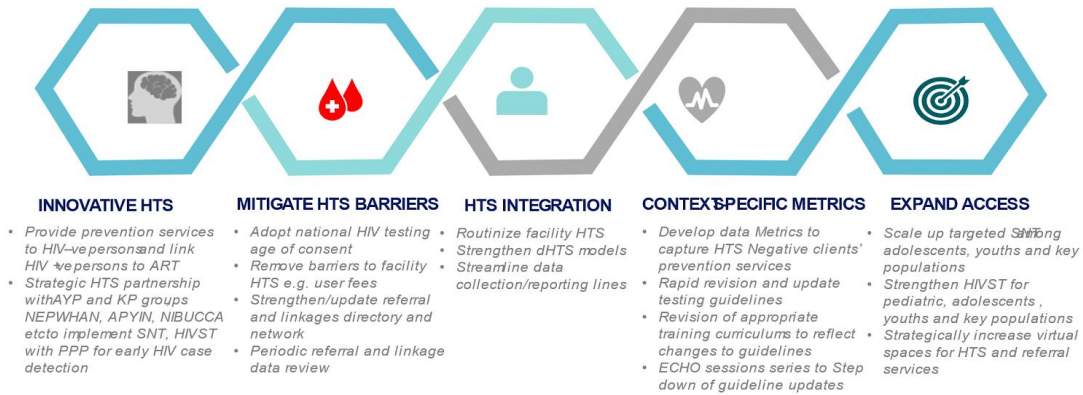 INNOVATIVE HTS
• Provide prevention services
to HIV–ve persons and link
HIV +ve persons to ART
• Strategic HTS partnership
with AYP and KP groups
NEPWHAN, APYIN, NIBUCCA
etc to implement SNT, HIVST
with PPP for early HIV case
detection
MITIGATE HTS BARRIERS
• Adopt national HIV testing
age of consent
• Remove barriers to facility
HTS e.g. user fees
• Strengthen/update referral
and linkages directory and
network
• Periodic referral and linkage
data review
HTS INTEGRATION
• Routinize facility HTS
• Strengthen dHTS models
• Streamline data
collection/reporting lines
CONTEXT-SPECIFIC METRICS
• Develop data Metrics to
capture HTS Negative clients'
prevention services
• Rapid revision and update
testing guidelines
• Revision of appropriate
training curriculums to reflect
changes to guidelines
• ECHO sessions series to Step
down of guideline updates
EXPAND ACCESS
• Scale up targeted SNT among
adolescents, youths and key
populations
• Strengthen HIVST for
pediatric, adolescents ,
youths and key populations
• Strategically increase virtual
spaces for HTS and referral
services